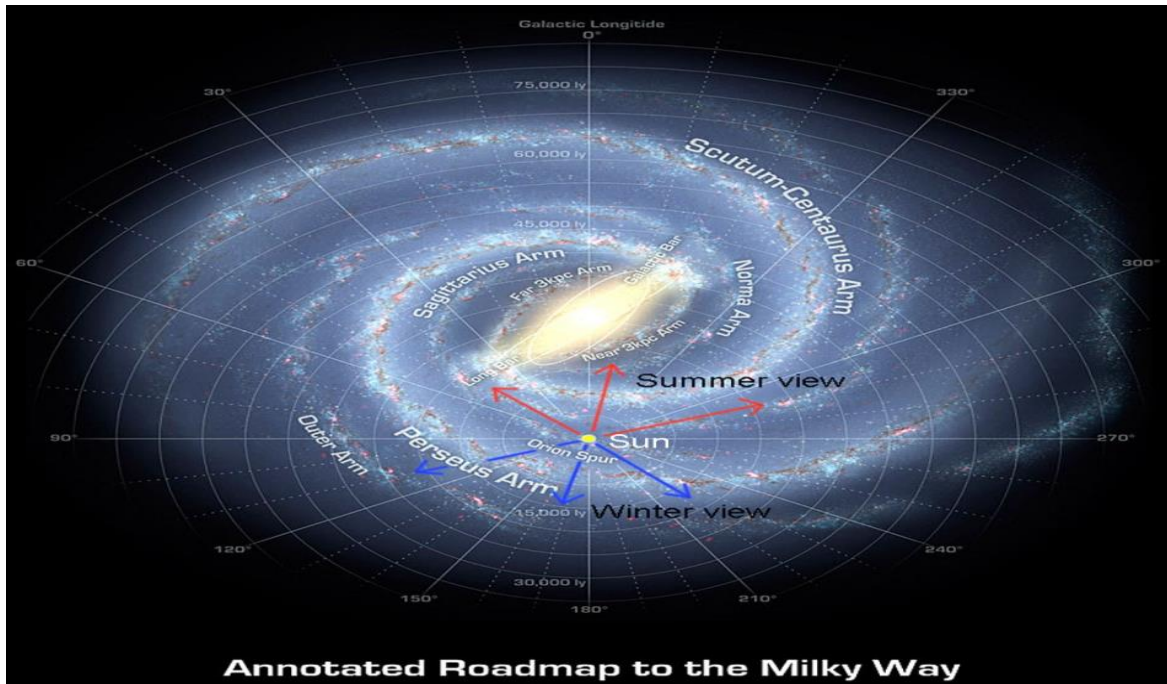 Galactic Longitide
0°
30°
330°
75,000 ly
Scutum-Centaurus Arm
60,000 ly
45,000 ly
60°
300°
Sagittarius Arm
Far 3kpc Arm
Galactic Bar
Norma Arm
Near 3kpc Arm
Long Bar
Summer view
90°
Sun
270°
Orion Spur
Outer Arm
Perseus Arm
15,000 ly
Winter view
120°
240°
30,000 ly
150°
180°
210°
Annotated Roadmap to the Milky Way